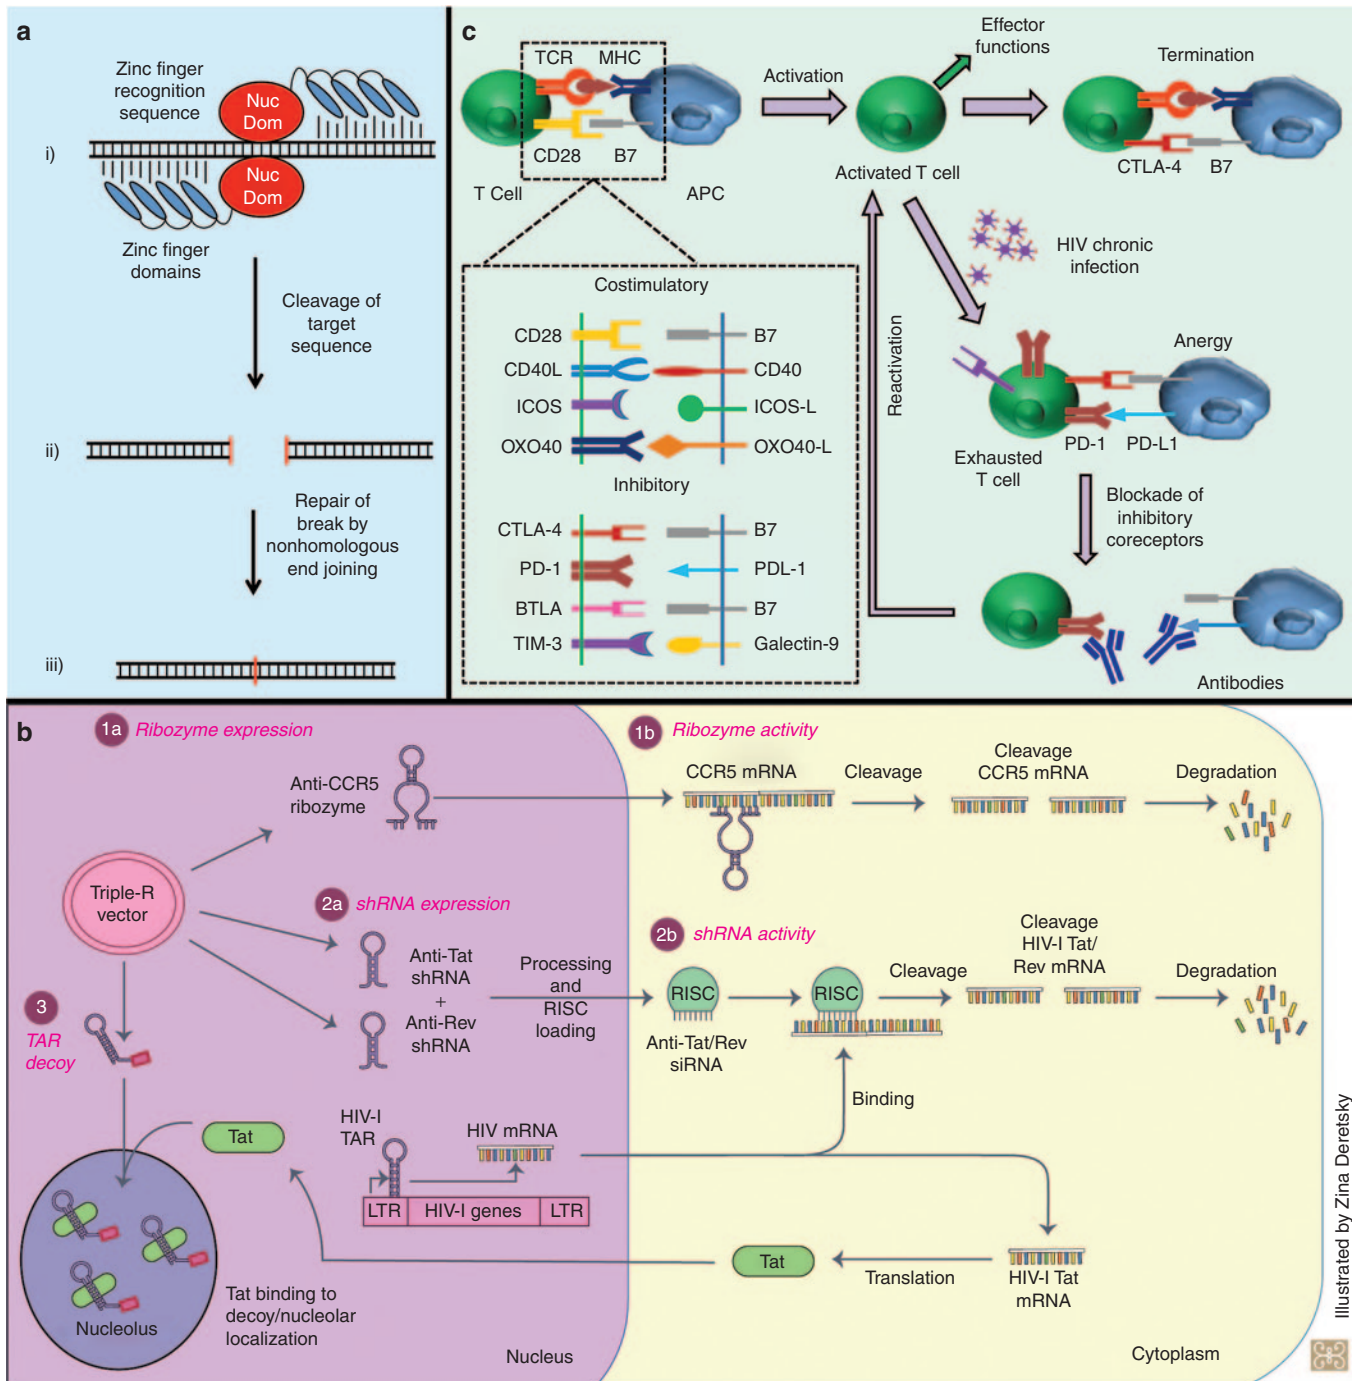 a
Zinc finger
recognition
sequence
Nuc
Dom
i)
Nuc
Dom
Zinc finger
domains
Cleavage of
target
sequence
ii)
Repair of
break by
nonhomologous
end joining
iii)
c
TCR
MHC
CD28
B7
T Cell
APC
Activation
Effector
functions
Activated T cell
Termination
CTLA-4
B7
HIV chronic
infection
Reactivation
Costimulatory
CD28
B7
CD40L
CD40
ICOS
ICOS-L
OXO40
OXO40-L
Inhibitory
CTLA-4
B7
PD-1
PDL-1
BTLA
B7
TIM-3
Galectin-9
Anergy
PD-1
PD-L1
Exhausted
T cell
Blockade of
inhibitory
coreceptors
Antibodies
b
1a
Ribozyme expression
Anti-CCR5
ribozyme
Triple-R
vector
2a
shRNA expression
Anti-Tat
shRNA
+
Anti-Rev
shRNA
Processing
and
RISC
loading
3
TAR
decoy
Tat
HIV-I
TAR
HIV mRNA
LTR
HIV-I genes
LTR
Nucleolus
Tat binding to
decoy/nucleolar
localization
Nucleus
1b
Ribozyme activity
CCR5 mRNA
Cleavage
Cleavage
CCR5 mRNA
Degradation
2b
shRNA activity
RISC
RISC
Anti-Tat/Rev
siRNA
Cleavage
Cleavage
HIV-I Tat/
Rev mRNA
Degradation
Binding
Tat
Translation
HIV-I Tat
mRNA
Cytoplasm
Illustrated by Zina Deretsky